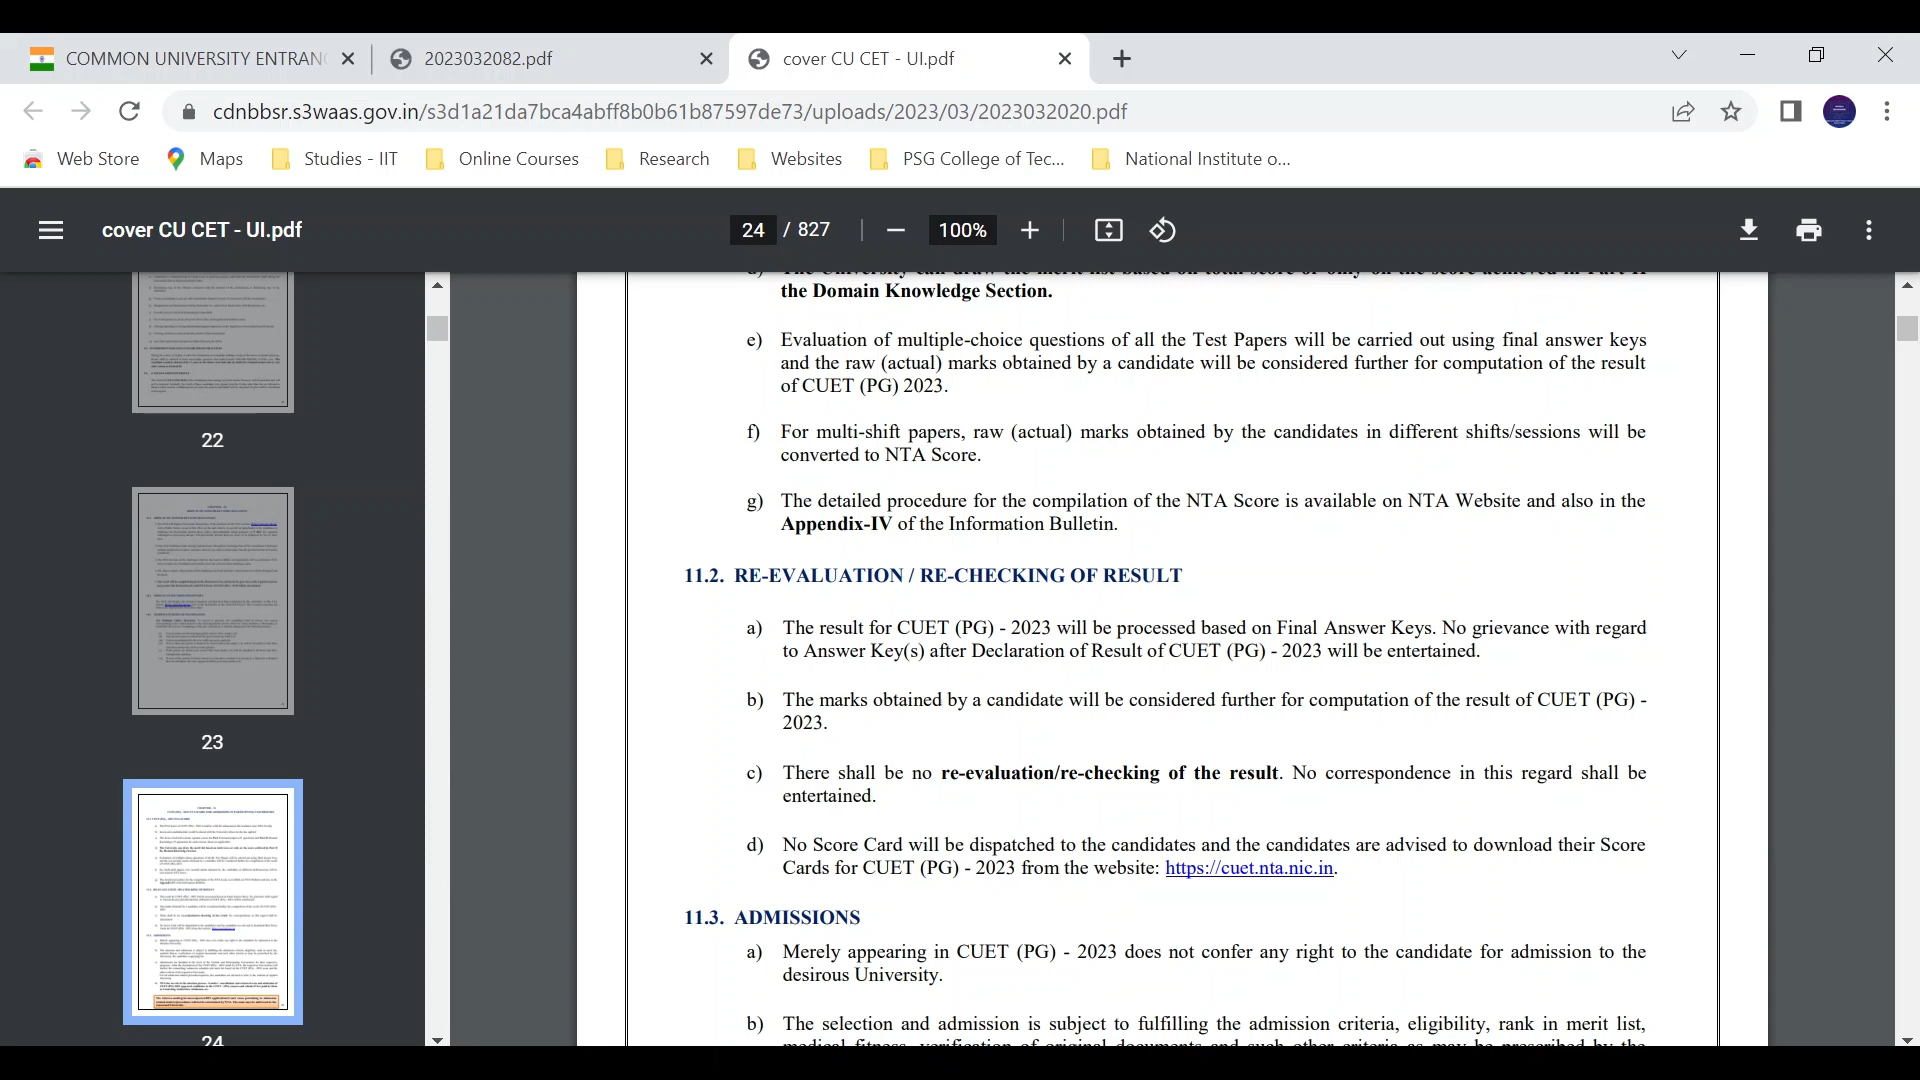 COMMON UNIVERSITY ENTRAN
2023032082.pdf
cover CU CET - UI.pdf
cdnbbsr.s3waas.gov.in/s3d1a21da7bca4abff8b0b61b87597de73/uploads/2023/03/2023032020.pdf
Web Store
Maps
Studies - IIT
Online Courses
Research
Websites
PSG College of Tec...
National Institute o...
cover CU CET - UI.pdf
24 / 827
100%
22
23
24
the Domain Knowledge Section.
e) Evaluation of multiple-choice questions of all the Test Papers will be carried out using final answer keys
and the raw (actual) marks obtained by a candidate will be considered further for computation of the result
of CUET (PG) 2023.
f) For multi-shift papers, raw (actual) marks obtained by the candidates in different shifts/sessions will be
converted to NTA Score.
g) The detailed procedure for the compilation of the NTA Score is available on NTA Website and also in the
Appendix-IV of the Information Bulletin.
11.2. RE-EVALUATION / RE-CHECKING OF RESULT
a) The result for CUET (PG) - 2023 will be processed based on Final Answer Keys. No grievance with regard
to Answer Key(s) after Declaration of Result of CUET (PG) - 2023 will be entertained.
b) The marks obtained by a candidate will be considered further for computation of the result of CUET (PG) -
2023.
c) There shall be no re-evaluation/re-checking of the result. No correspondence in this regard shall be
entertained.
d) No Score Card will be dispatched to the candidates and the candidates are advised to download their Score
Cards for CUET (PG) - 2023 from the website: https://cuet.nta.nic.in.
11.3. ADMISSIONS
a) Merely appearing in CUET (PG) - 2023 does not confer any right to the candidate for admission to the
desirous University.
b) The selection and admission is subject to fulfilling the admission criteria, eligibility, rank in merit list,